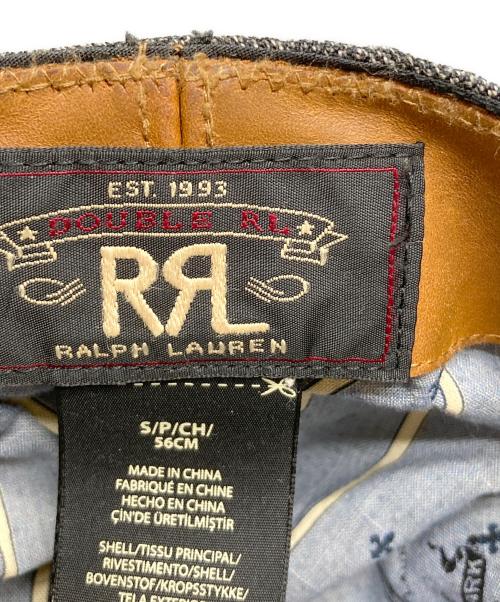 EST. 1993
DOUBLE RL
RRL
RALPH LAUREN
S/P/CH/
56CM
MADE IN CHINA
FABRIQUÉ EN CHINE
HECHO EN CHINA
ÇIN'DE ÜRETİLMİŞTİR
SHELL/TISSU PRINCIPAL/
RIVESTIMENTO/SHELL/
BOVENSTOF/KROPSSTYKKE/